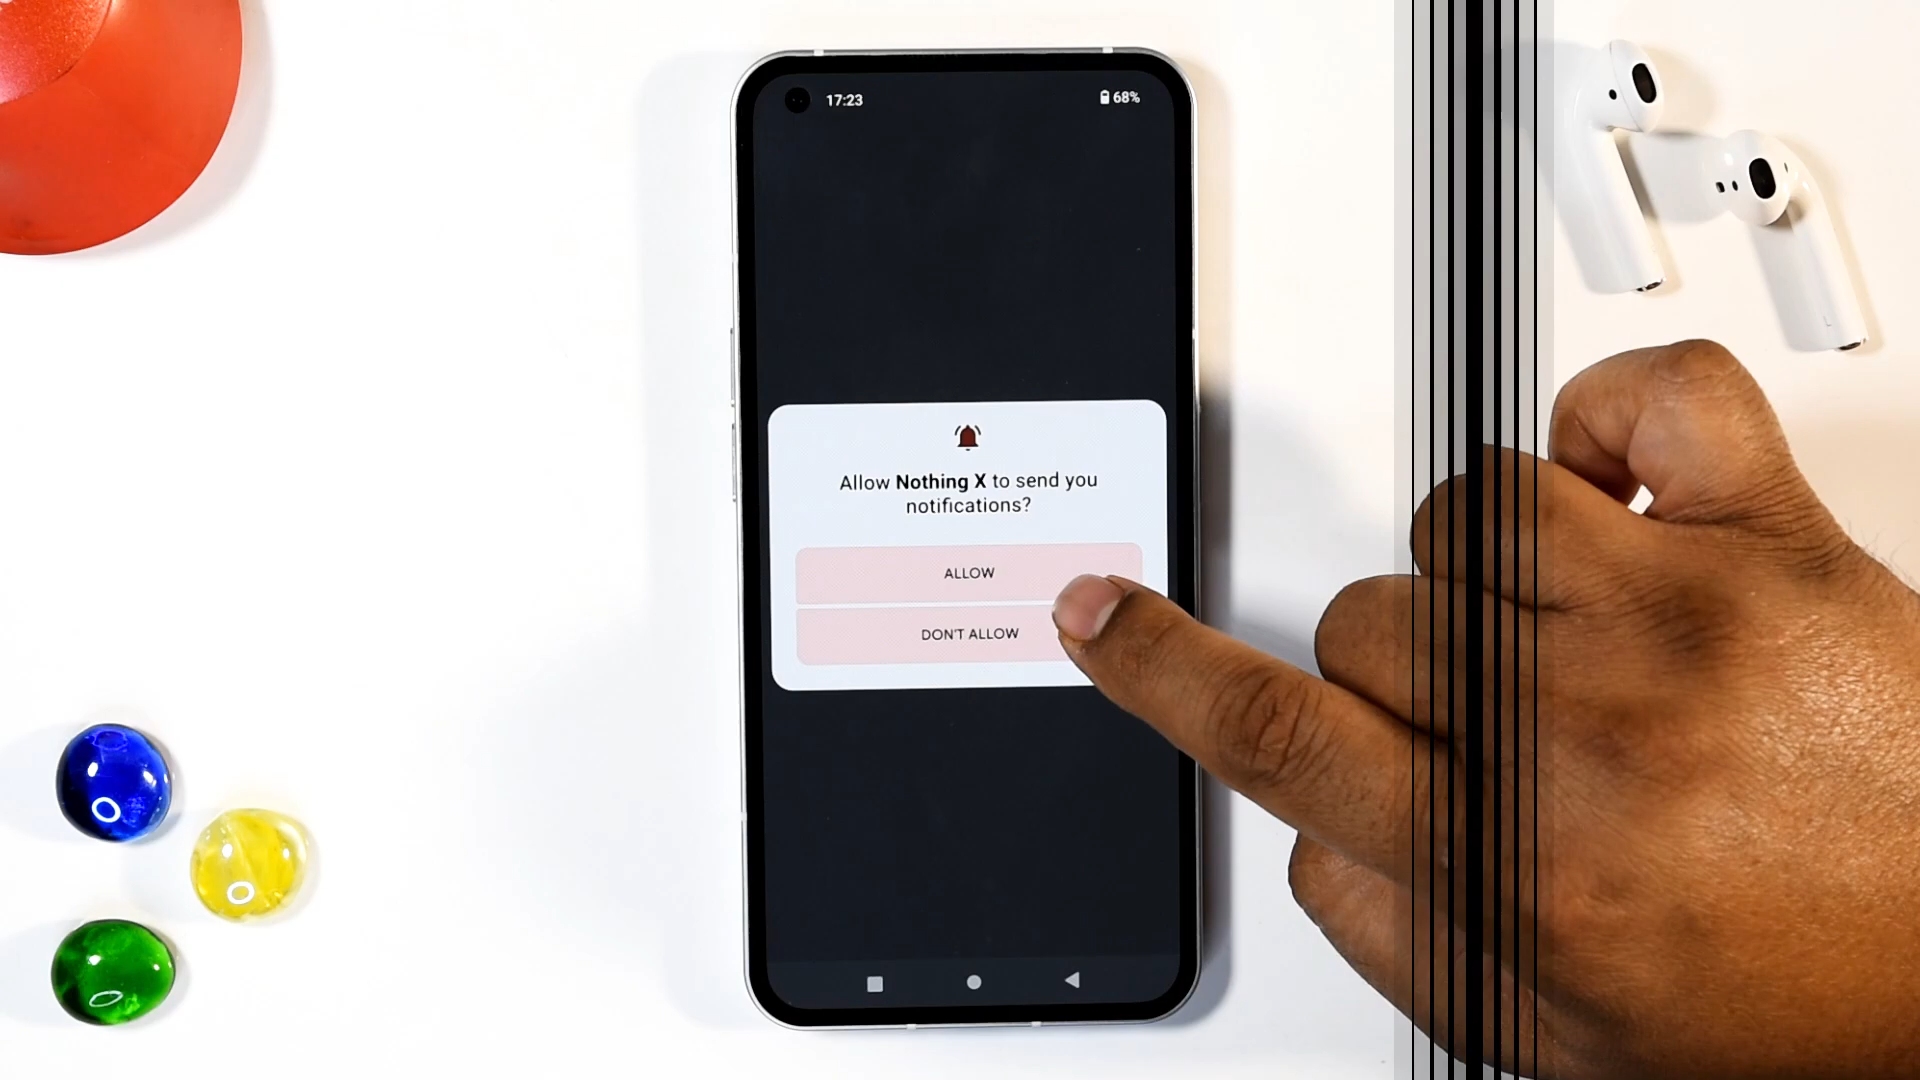 17:23
68%
Allow Nothing X to send you
notifications?
ALLOW
DON'T ALLOW
L